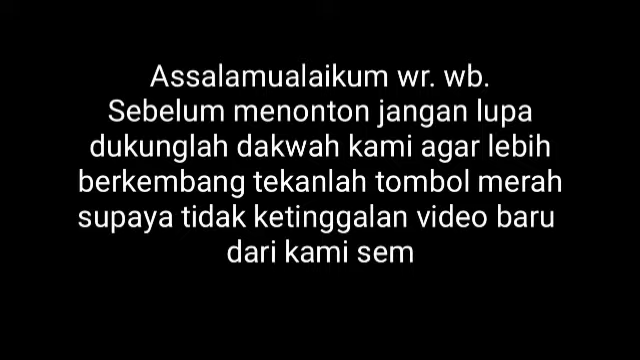 Assalamualaikum wr. wb.
Sebelum menonton jangan lupa
dukunglah dakwah kami agar lebih
berkembang tekanlah tombol merah
supaya tidak ketinggalan video baru
dari kami sem